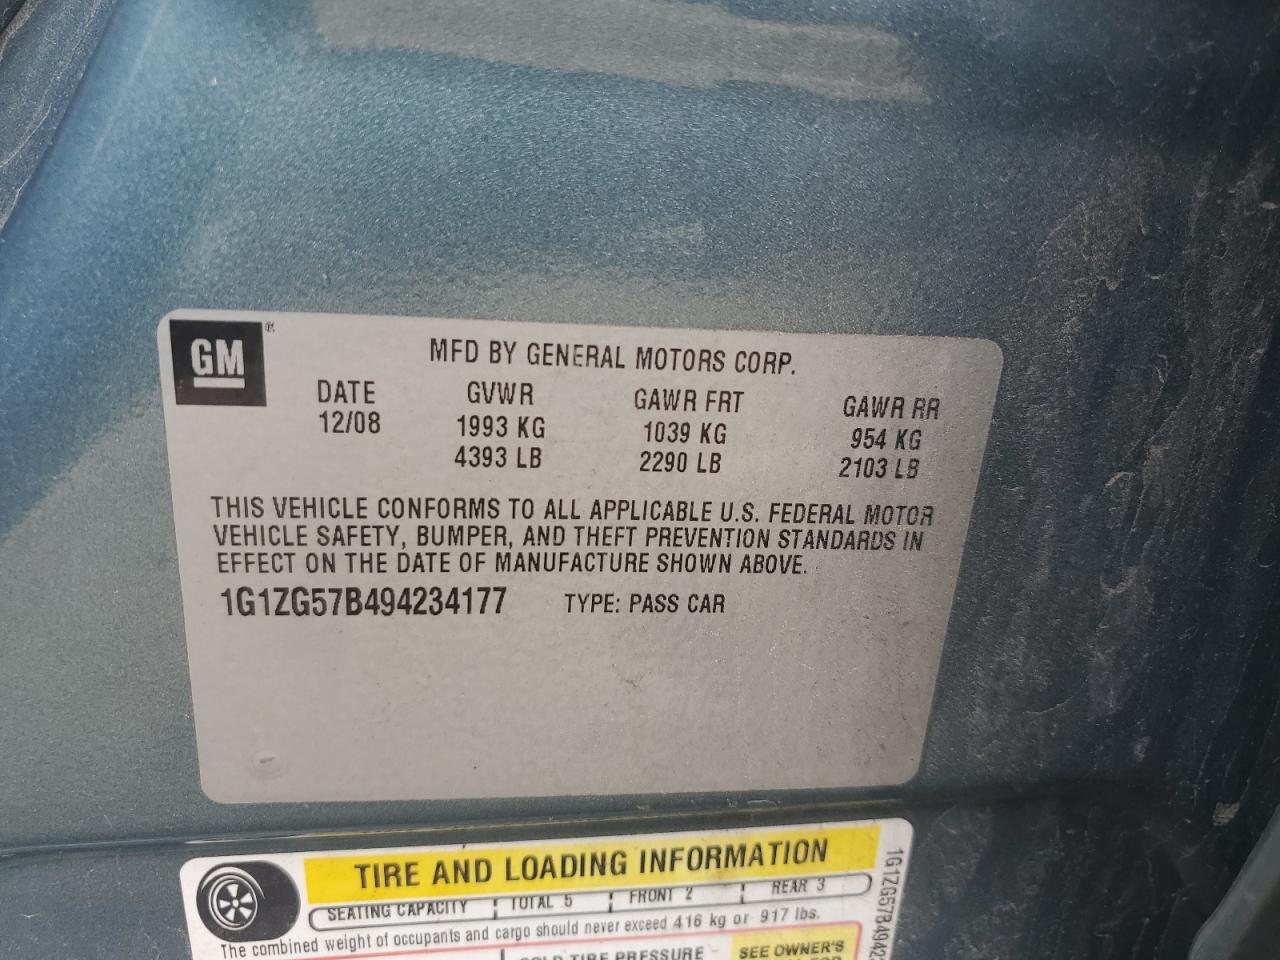 GM ®
MFD BY GENERAL MOTORS CORP.
DATE GVWR GAWR FRT GAWR RR
12/08 1993 KG 1039 KG 954 KG
4393 LB 2290 LB 2103 LB
THIS VEHICLE CONFORMS TO ALL APPLICABLE U.S. FEDERAL MOTOR
VEHICLE SAFETY, BUMPER, AND THEFT PREVENTION STANDARDS IN
EFFECT ON THE DATE OF MANUFACTURE SHOWN ABOVE.
1G1ZG57B494234177 TYPE: PASS CAR
TIRE AND LOADING INFORMATION
SEATING CAPACITY TOTAL 5 FRONT 2 REAR 3
The combined weight of occupants and cargo should never exceed 416 kg or 917 lbs.
TIRE PRESSURE SEE OWNER'S
1G1ZG57B4942